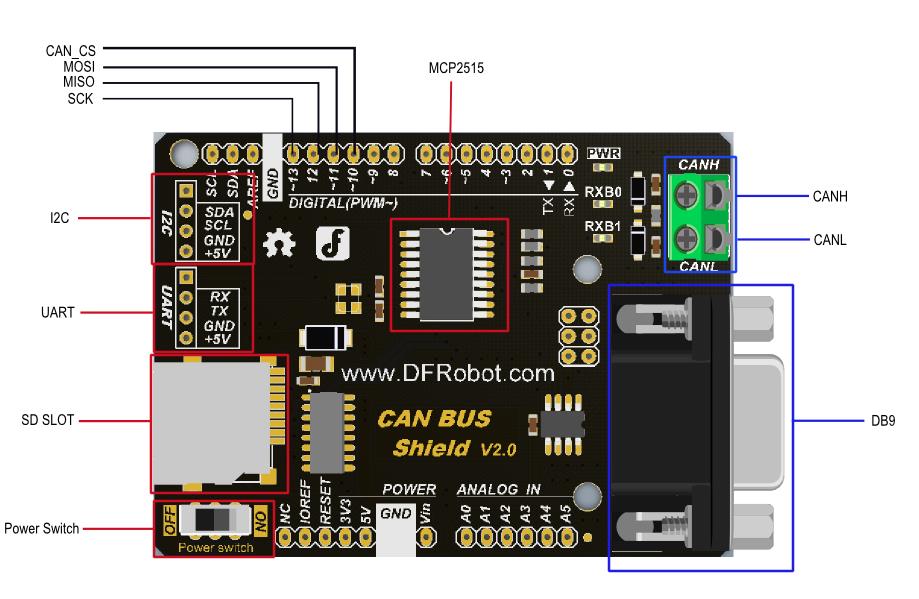 CAN_CS
MOSI
MISO
SCK
MCP2515
SCL
SDA
AREF
GND
~13
12
~11
~10
~9
8
7
~6
~5
4
~3
2
TX 1
RX 0
DIGITAL(PWM~)
PWR
RXB0
RXB1
CANH
CANL
CANH
CANL
I2C
I2C
SDA
SCL
GND
+5V
UART
UART
RX
TX
GND
+5V
www.DFRobot.com
SD SLOT
CAN BUS
Shield V2.0
DB9
Power Switch
OFF
NO
Power switch
POWER
ANALOG IN
NC
IOREF
RESET
3V3
5V
GND
Vin
A0
A1
A2
A3
A4
A5